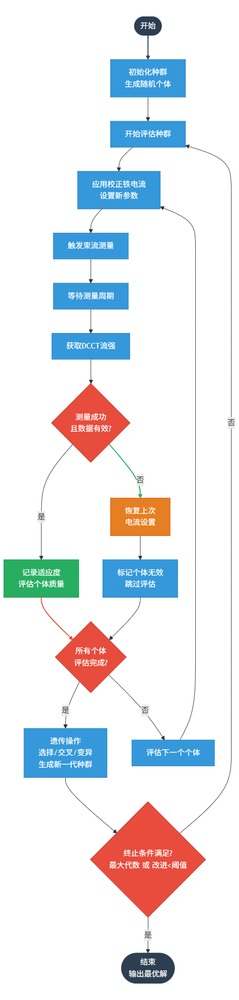 开始
初始化种群
生成随机个体
开始评估种群
应用校正铁电流
设置新参数
触发束流测量
等待测量周期
获取DCCT流强
测量成功
且数据有效?
否
否
恢复上次
电流设置
是
记录适应度
评估个体质量
标记个体无效
跳过评估
所有个体
评估完成?
是
否
遗传操作
选择/交叉/变异
生成新一代种群
评估下一个个体
终止条件满足?
最大代数 或 改进<阈值
是
结束
输出最优解